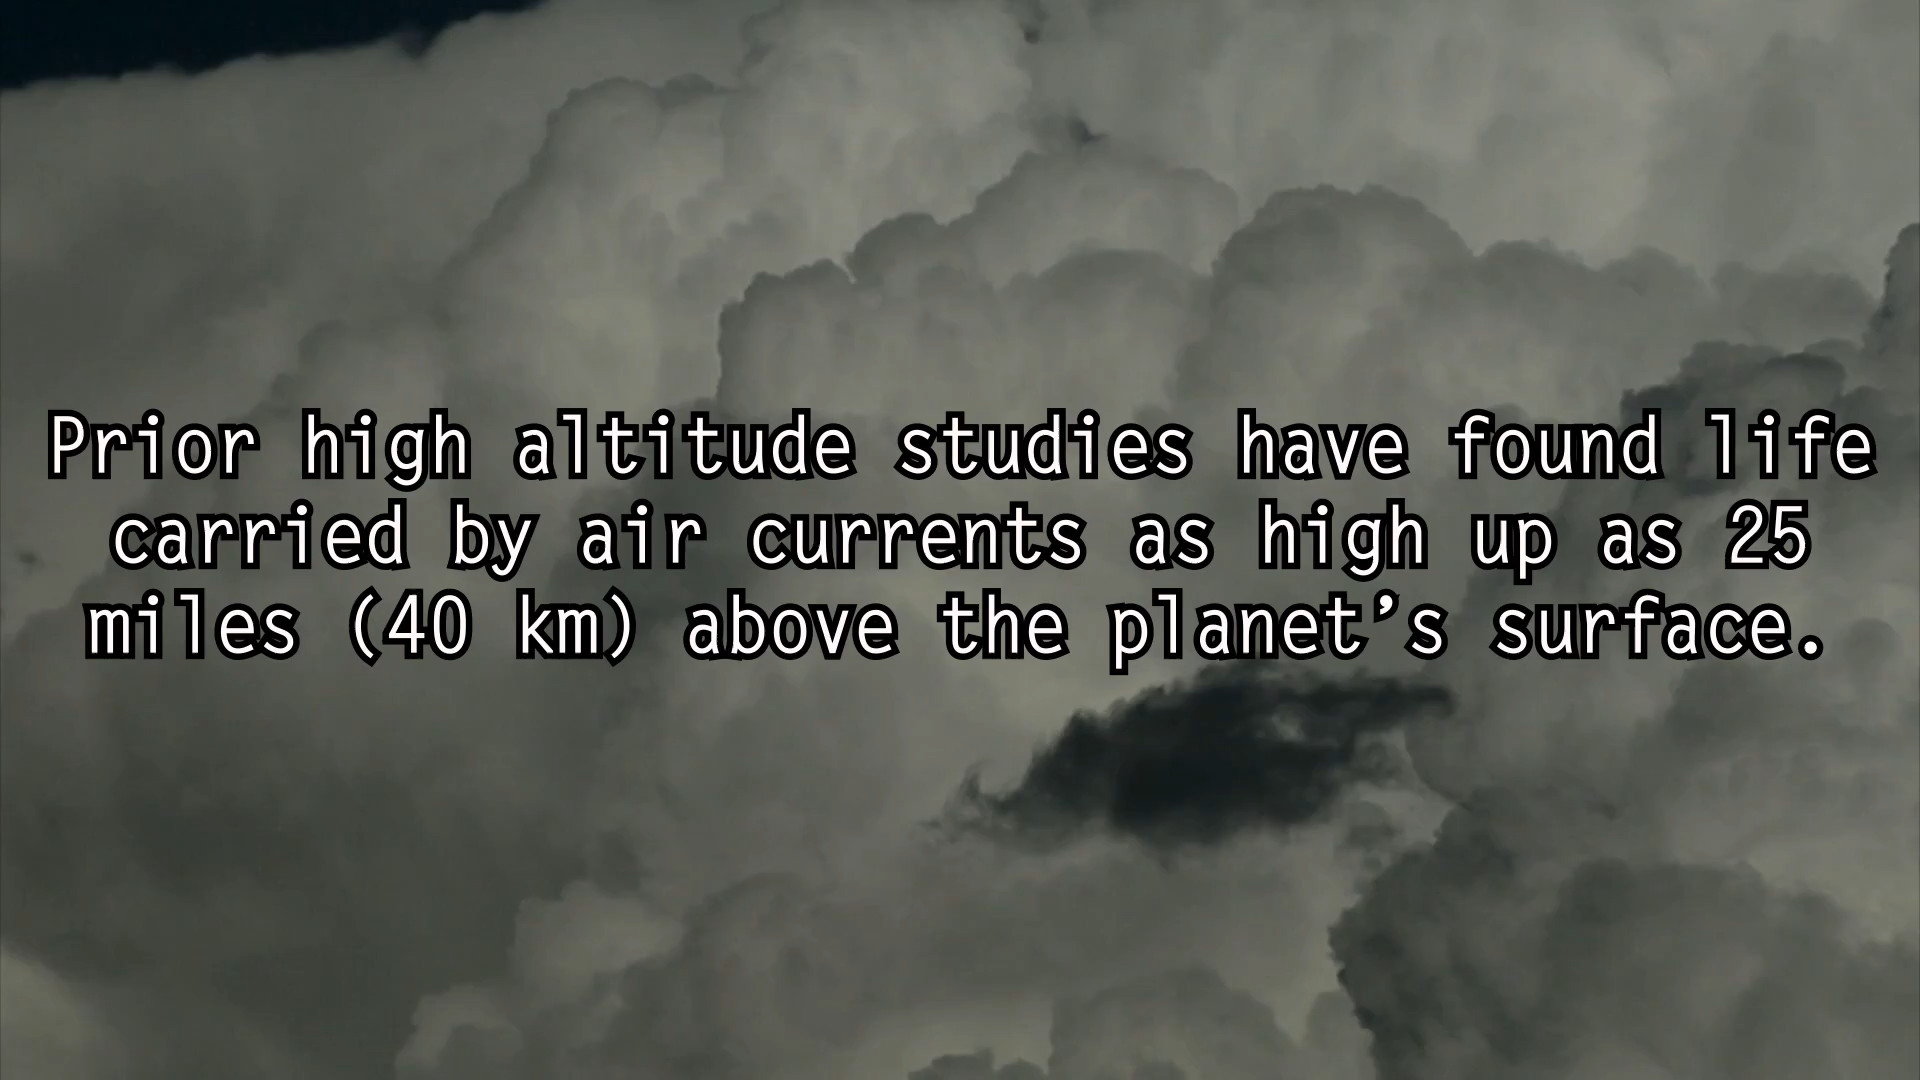 Prior high altitude studies have found life
carried by air currents as high up as 25
miles (40 km) above the planet’s surface.